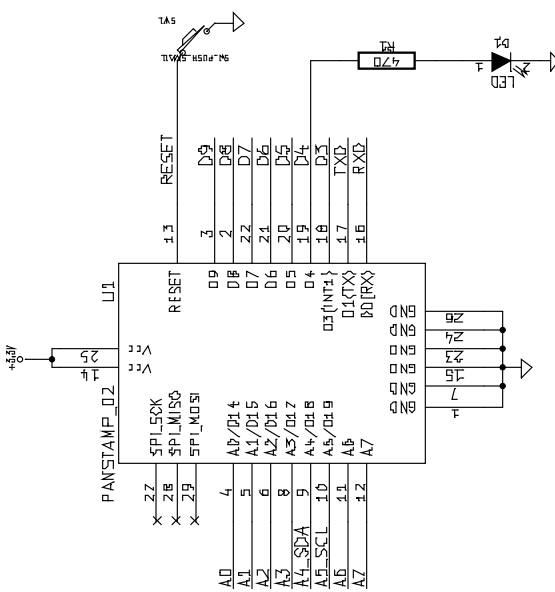 SW1
R1
470
D1
1
2
LED
RESET
D9
D8
D7
D6
D5
D4
D3
TXD
RXD
13
3
2
22
21
20
19
18
17
16
U1
RESET
D9
D8
D7
D6
D5
D4
D3(INT1)
D1(TX)
D0[RX)
+3.3V
25
14
Vcc
Vcc
GND
GND
GND
GND
GND
GND
26
24
23
15
7
1
PANSTAMP_02
SPI_SCK
SPI_MISO
SPI_MOSI
A0/D14
A1/D15
A2/D16
A3/D17
A4/D18
A5/D19
A6
A7
27
28
29
4
5
6
8
9
10
11
12
A0
A1
A2
A3
A4_SDA
A5_SCL
A6
A7